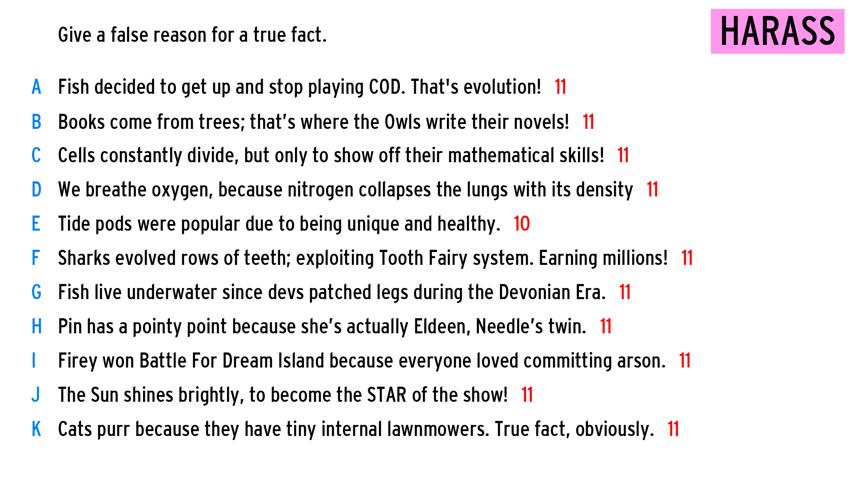 Give a false reason for a true fact.
HARASS
A Fish decided to get up and stop playing COD. That's evolution! 11
B Books come from trees; that's where the Owls write their novels! 11
C Cells constantly divide, but only to show off their mathematical skills! 11
D We breathe oxygen, because nitrogen collapses the lungs with its density 11
E Tide pods were popular due to being unique and healthy. 10
F Sharks evolved rows of teeth; exploiting Tooth Fairy system. Earning millions! 11
G Fish live underwater since devs patched legs during the Devonian Era. 11
H Pin has a pointy point because she's actually Eldeen, Needle's twin. 11
I Firey won Battle For Dream Island because everyone loved committing arson. 11
J The Sun shines brightly, to become the STAR of the show! 11
K Cats purr because they have tiny internal lawnmowers. True fact, obviously. 11